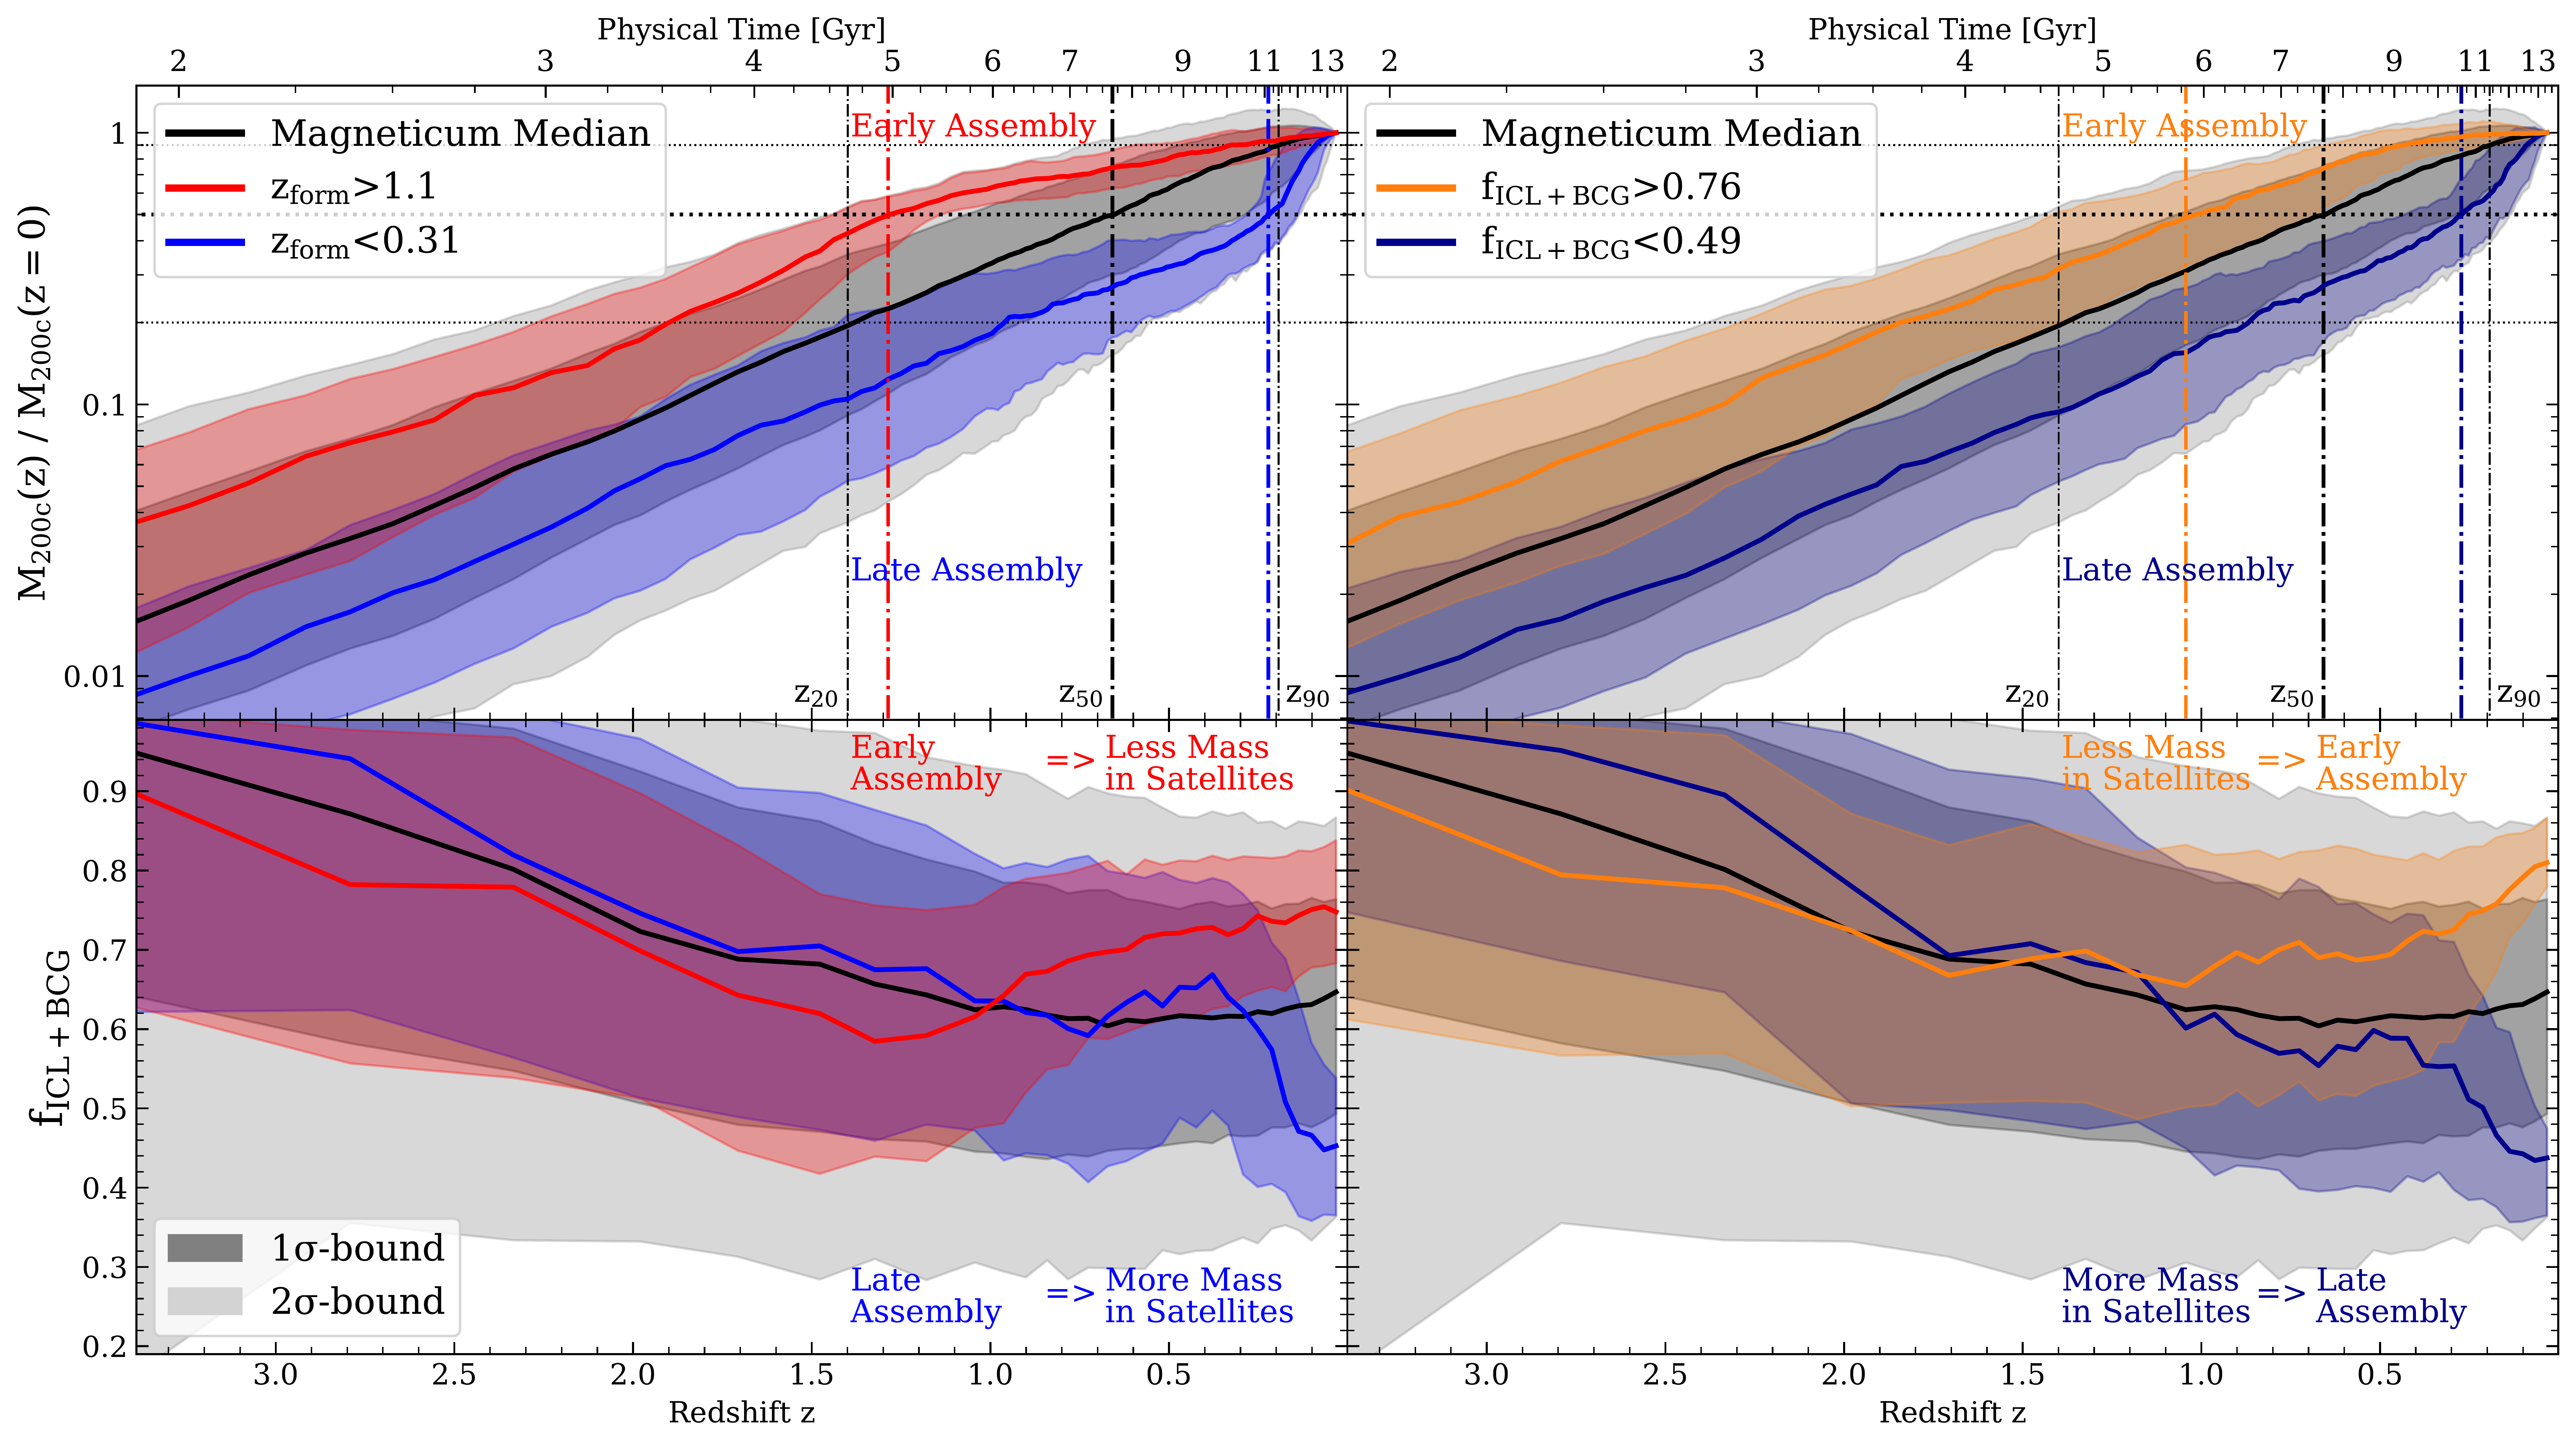 Physical Time [Gyr]
Physical Time [Gyr]
2 3 4 5 6 7 9 11 13
2 3 4 5 6 7 9 11 13
M200c(z) / M200c(z = 0)
1
0.1
0.01
Magneticum Median
zform>1.1
zform<0.31
Early Assembly
Late Assembly
z20
z50
z90
Magneticum Median
fICL+BCG>0.76
fICL+BCG<0.49
Early Assembly
Late Assembly
z20
z50
z90
fICL+BCG
0.9
0.8
0.7
0.6
0.5
0.4
0.3
0.2
Early
Assembly
=>
Less Mass
in Satellites
1σ-bound
2σ-bound
Late
Assembly
=>
More Mass
in Satellites
Less Mass
in Satellites
=>
Early
Assembly
More Mass
in Satellites
=>
Late
Assembly
3.0 2.5 2.0 1.5 1.0 0.5
3.0 2.5 2.0 1.5 1.0 0.5
Redshift z
Redshift z